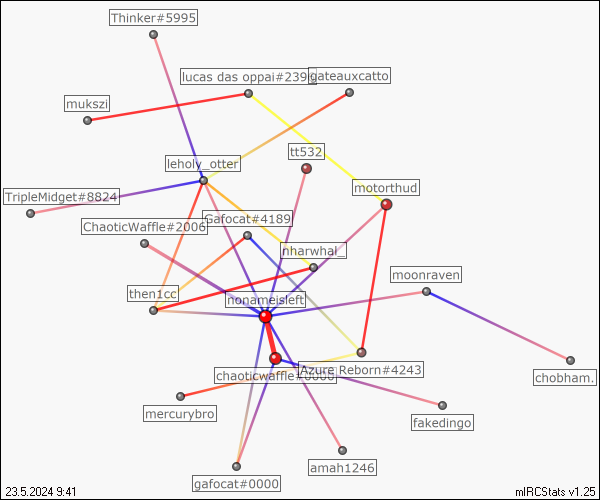 Thinker#5995
lucas das oppai#239
gateauxcatto
mukszi
tt532
leholy_otter
motorthud
TripleMidget#8824
Gafocat#4189
ChaoticWaffle#2006
nharwhal_
moonraven
then1cc
nonameisleft
Azure Reborn#4243
chaoticwaffle#0000
chobham.
mercurybro
fakedingo
amah1246
gafocat#0000
23.5.2024 9:41
mIRCStats v1.25